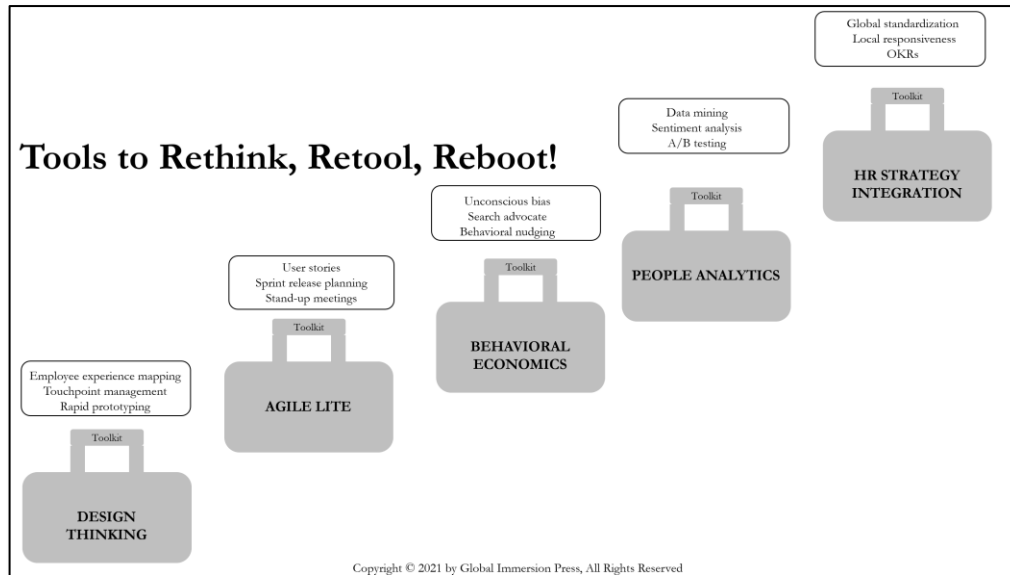 Tools to Rethink, Retool, Reboot!
Employee experience mapping
Touchpoint management
Rapid prototyping
Toolkit
DESIGN
THINKING
User stories
Sprint release planning
Stand-up meetings
Toolkit
AGILE LITE
Unconscious bias
Search advocate
Behavioral nudging
Toolkit
BEHAVIORAL
ECONOMICS
Data mining
Sentiment analysis
A/B testing
Toolkit
PEOPLE ANALYTICS
Global standardization
Local responsiveness
OKRs
Toolkit
HR STRATEGY
INTEGRATION
Copyright © 2021 by Global Immersion Press, All Rights Reserved